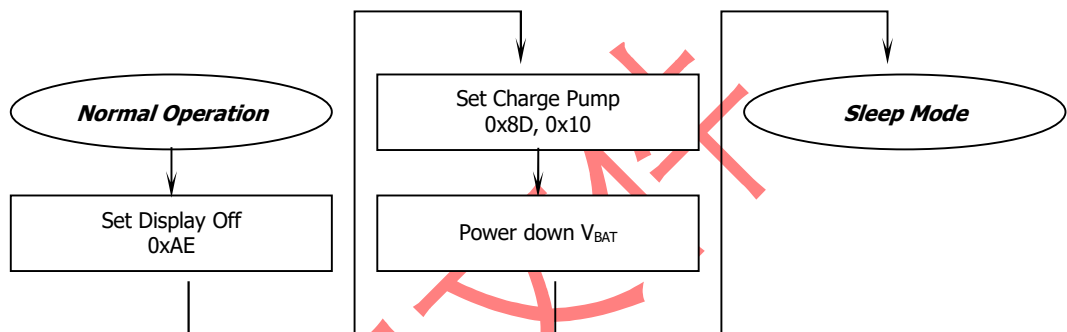 Normal Operation
Set Display Off
0xAE
Set Charge Pump
0x8D, 0x10
Power down VBAT
Sleep Mode